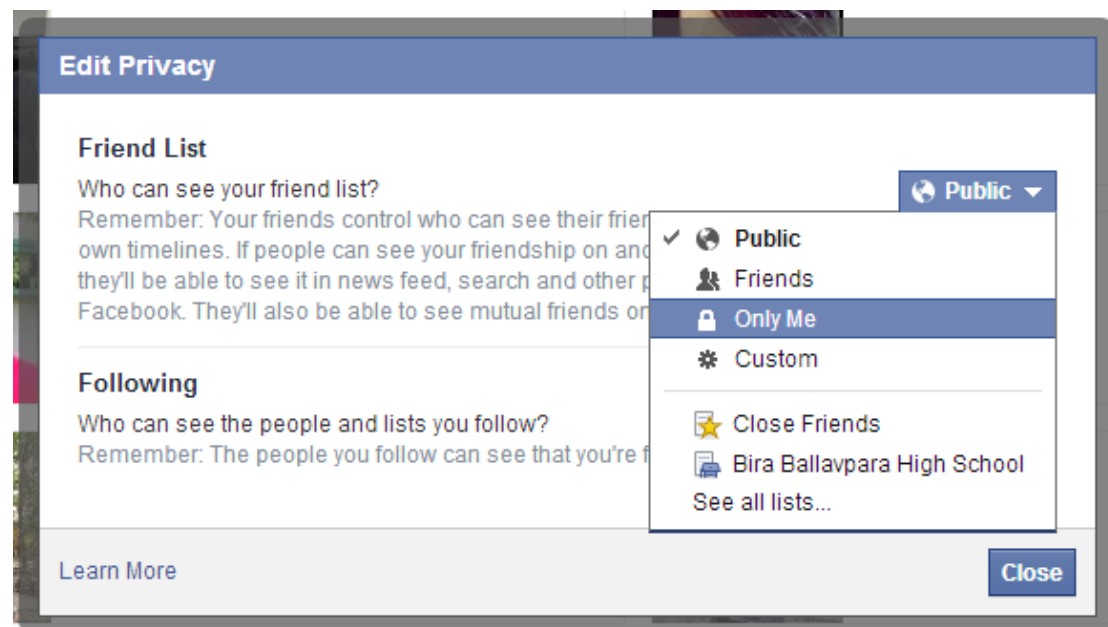 Edit Privacy
Friend List
Who can see your friend list?
Public
Remember: Your friends control who can see their
own timelines. If people can see your friendship on
they'll be able to see it in news feed, search and other
Facebook. They'll also be able to see mutual friends
Public
Friends
Only Me
Custom
Following
Who can see the people and lists you follow?
Remember: The people you follow can see that you're
Close Friends
Bira Ballavpara High School
See all lists...
Learn More
Close